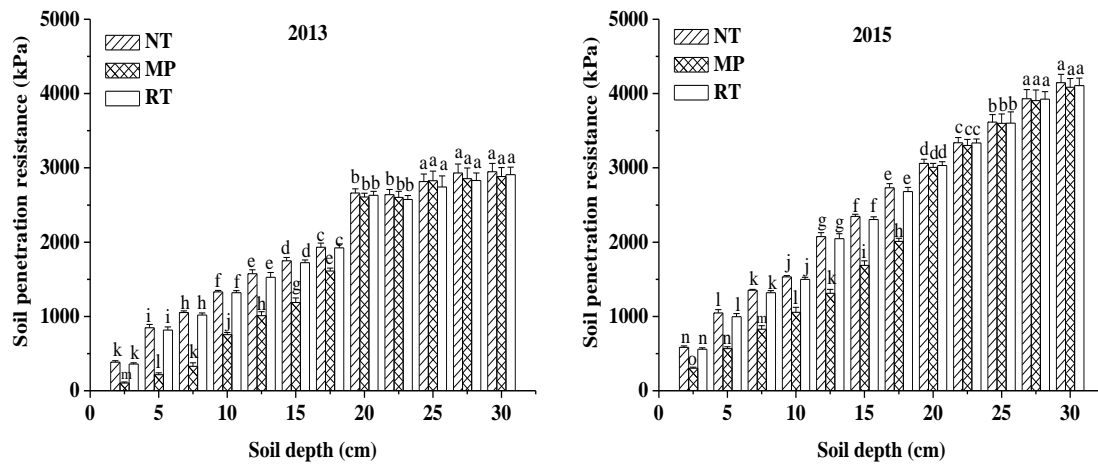 5000
4000
3000
2000
1000
0
Soil penetration resistance (kPa)
2013
NT
MP
RT
k m k
i l i
h k h
f j f
e h e
d g d
c e c
b b b
b b b
a a a
a a a
a a a
0 5 10 15 20 25 30
Soil depth (cm)
5000
4000
3000
2000
1000
0
Soil penetration resistance (kPa)
2015
NT
MP
RT
n o n
l n l
k m k
j l j
g k g
f i f
e h e
d d d
c c c
b b b
a a a
a a a
0 5 10 15 20 25 30
Soil depth (cm)